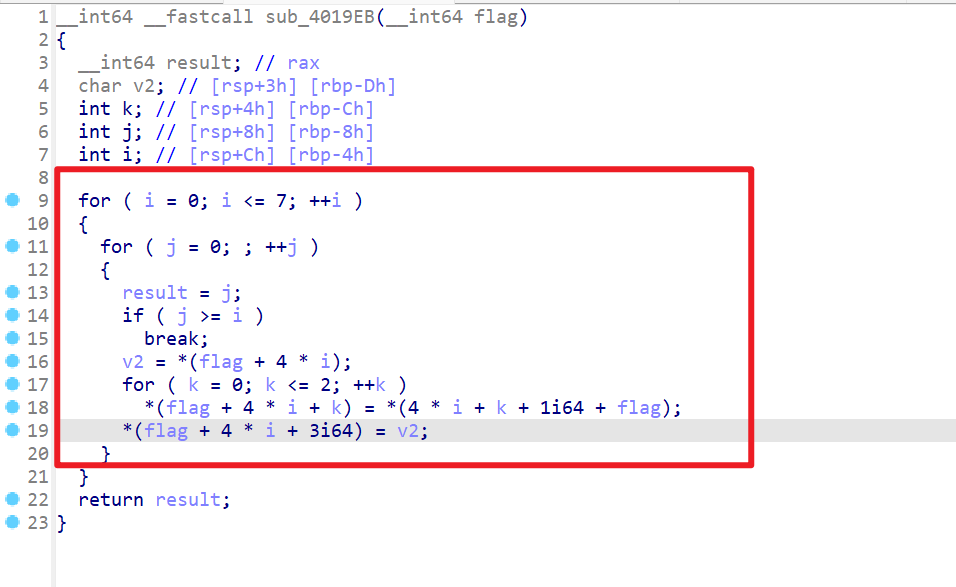 1 __int64 __fastcall sub_4019EB(__int64 flag)
2 {
3   __int64 result; // rax
4   char v2; // [rsp+3h] [rbp-Dh]
5   int k; // [rsp+4h] [rbp-Ch]
6   int j; // [rsp+8h] [rbp-8h]
7   int i; // [rsp+Ch] [rbp-4h]
8
9   for ( i = 0; i <= 7; ++i )
10   {
11     for ( j = 0; ; ++j )
12     {
13       result = j;
14       if ( j >= i )
15         break;
16       v2 = *(flag + 4 * i);
17       for ( k = 0; k <= 2; ++k )
18         *(flag + 4 * i + k) = *(4 * i + k + 1i64 + flag);
19       *(flag + 4 * i + 3i64) = v2;
20     }
21   }
22   return result;
23 }